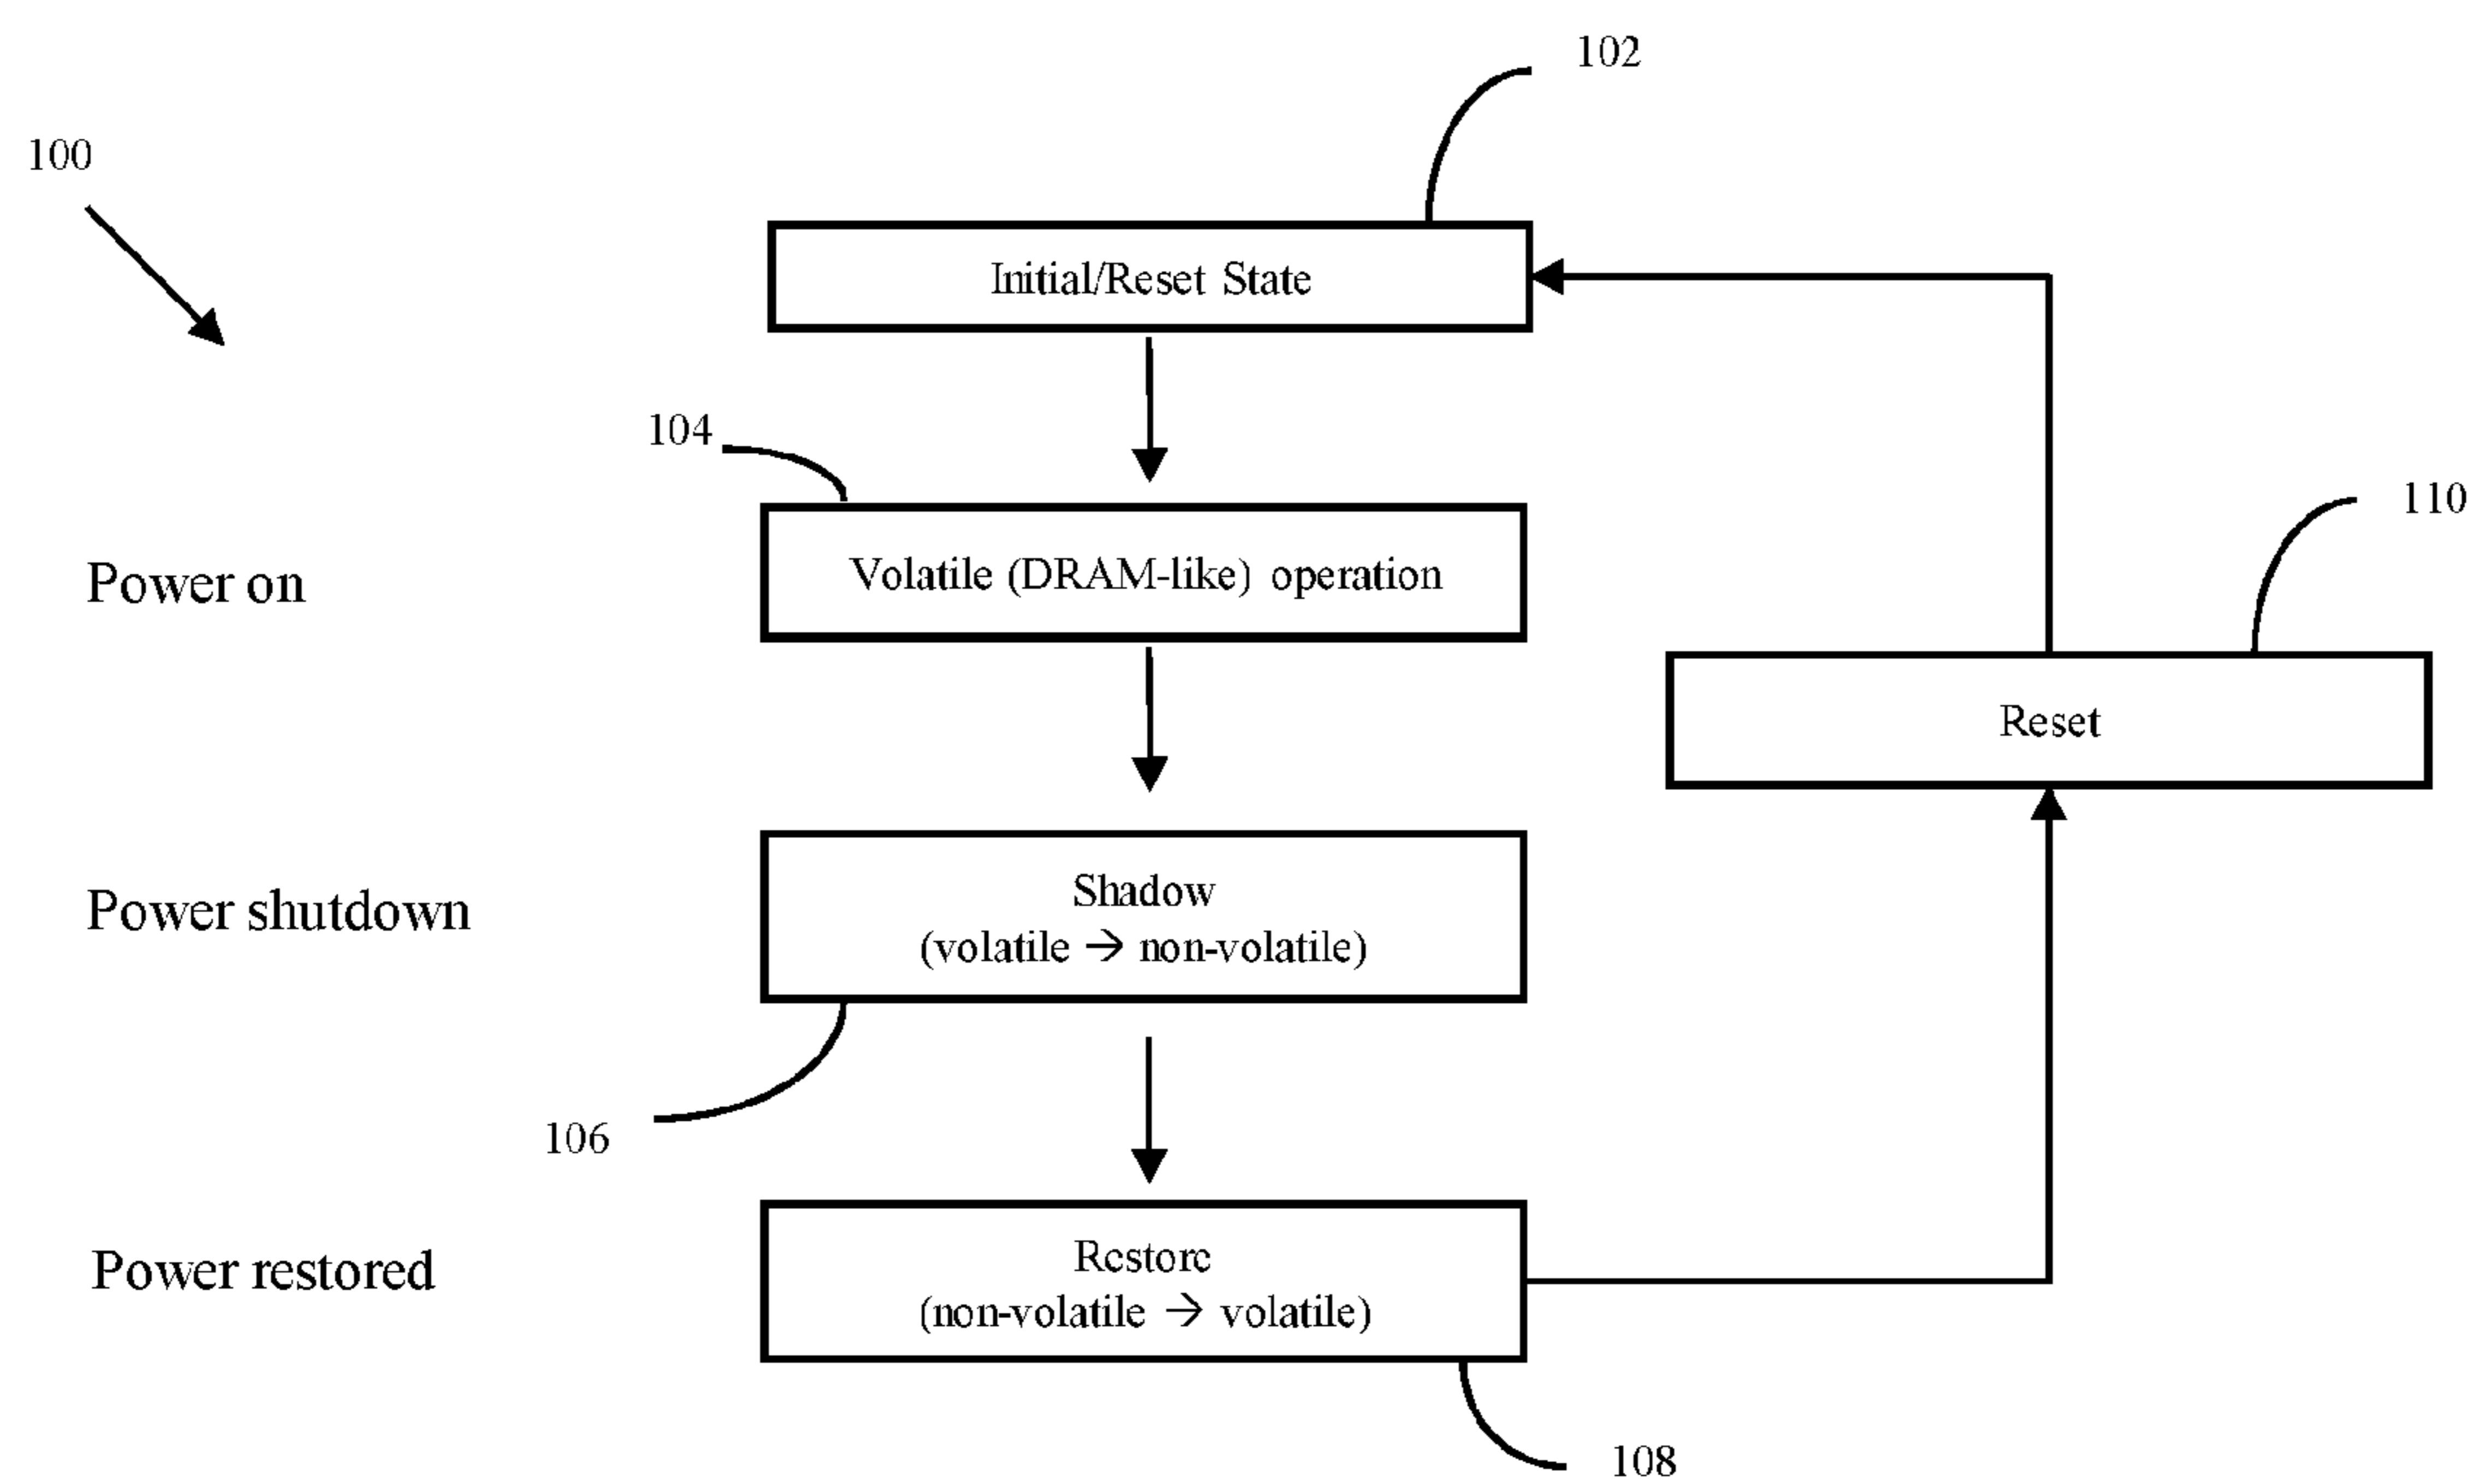 102
100
Initial/Reset State
104
110
Power on
Volatile (DRAM-like) operation
Reset
Power shutdown
Shadow
(volatile → non-volatile)
106
Power restored
Restore
(non-volatile → volatile)
108